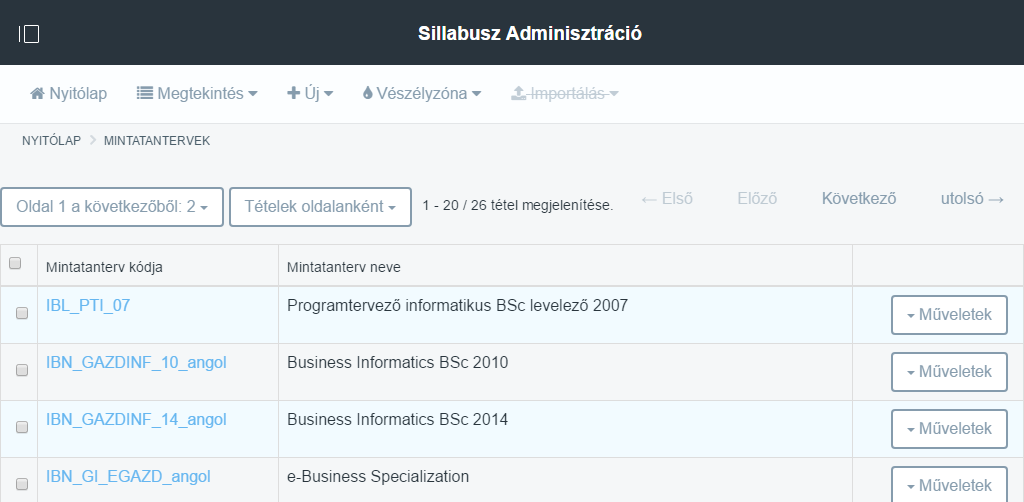 Sillabusz Adminisztráció
Nyitólap Megtekintés Új Vészélyzóna Importálás
NYITÓLAP MINTATANTERVEK
Oldal 1 a következőből: 2 Tételek oldalanként 1 - 20 / 26 tétel megjelenítése. ← Első Előző Következő utolsó →
Mintatanterv kódja Mintatanterv neve
IBL_PTI_07 Programtervező informatikus BSc levelező 2007 Műveletek
IBN_GAZDINF_10_angol Business Informatics BSc 2010 Műveletek
IBN_GAZDINF_14_angol Business Informatics BSc 2014 Műveletek
IBN_GI_EGAZD_angol e-Business Specialization Műveletek